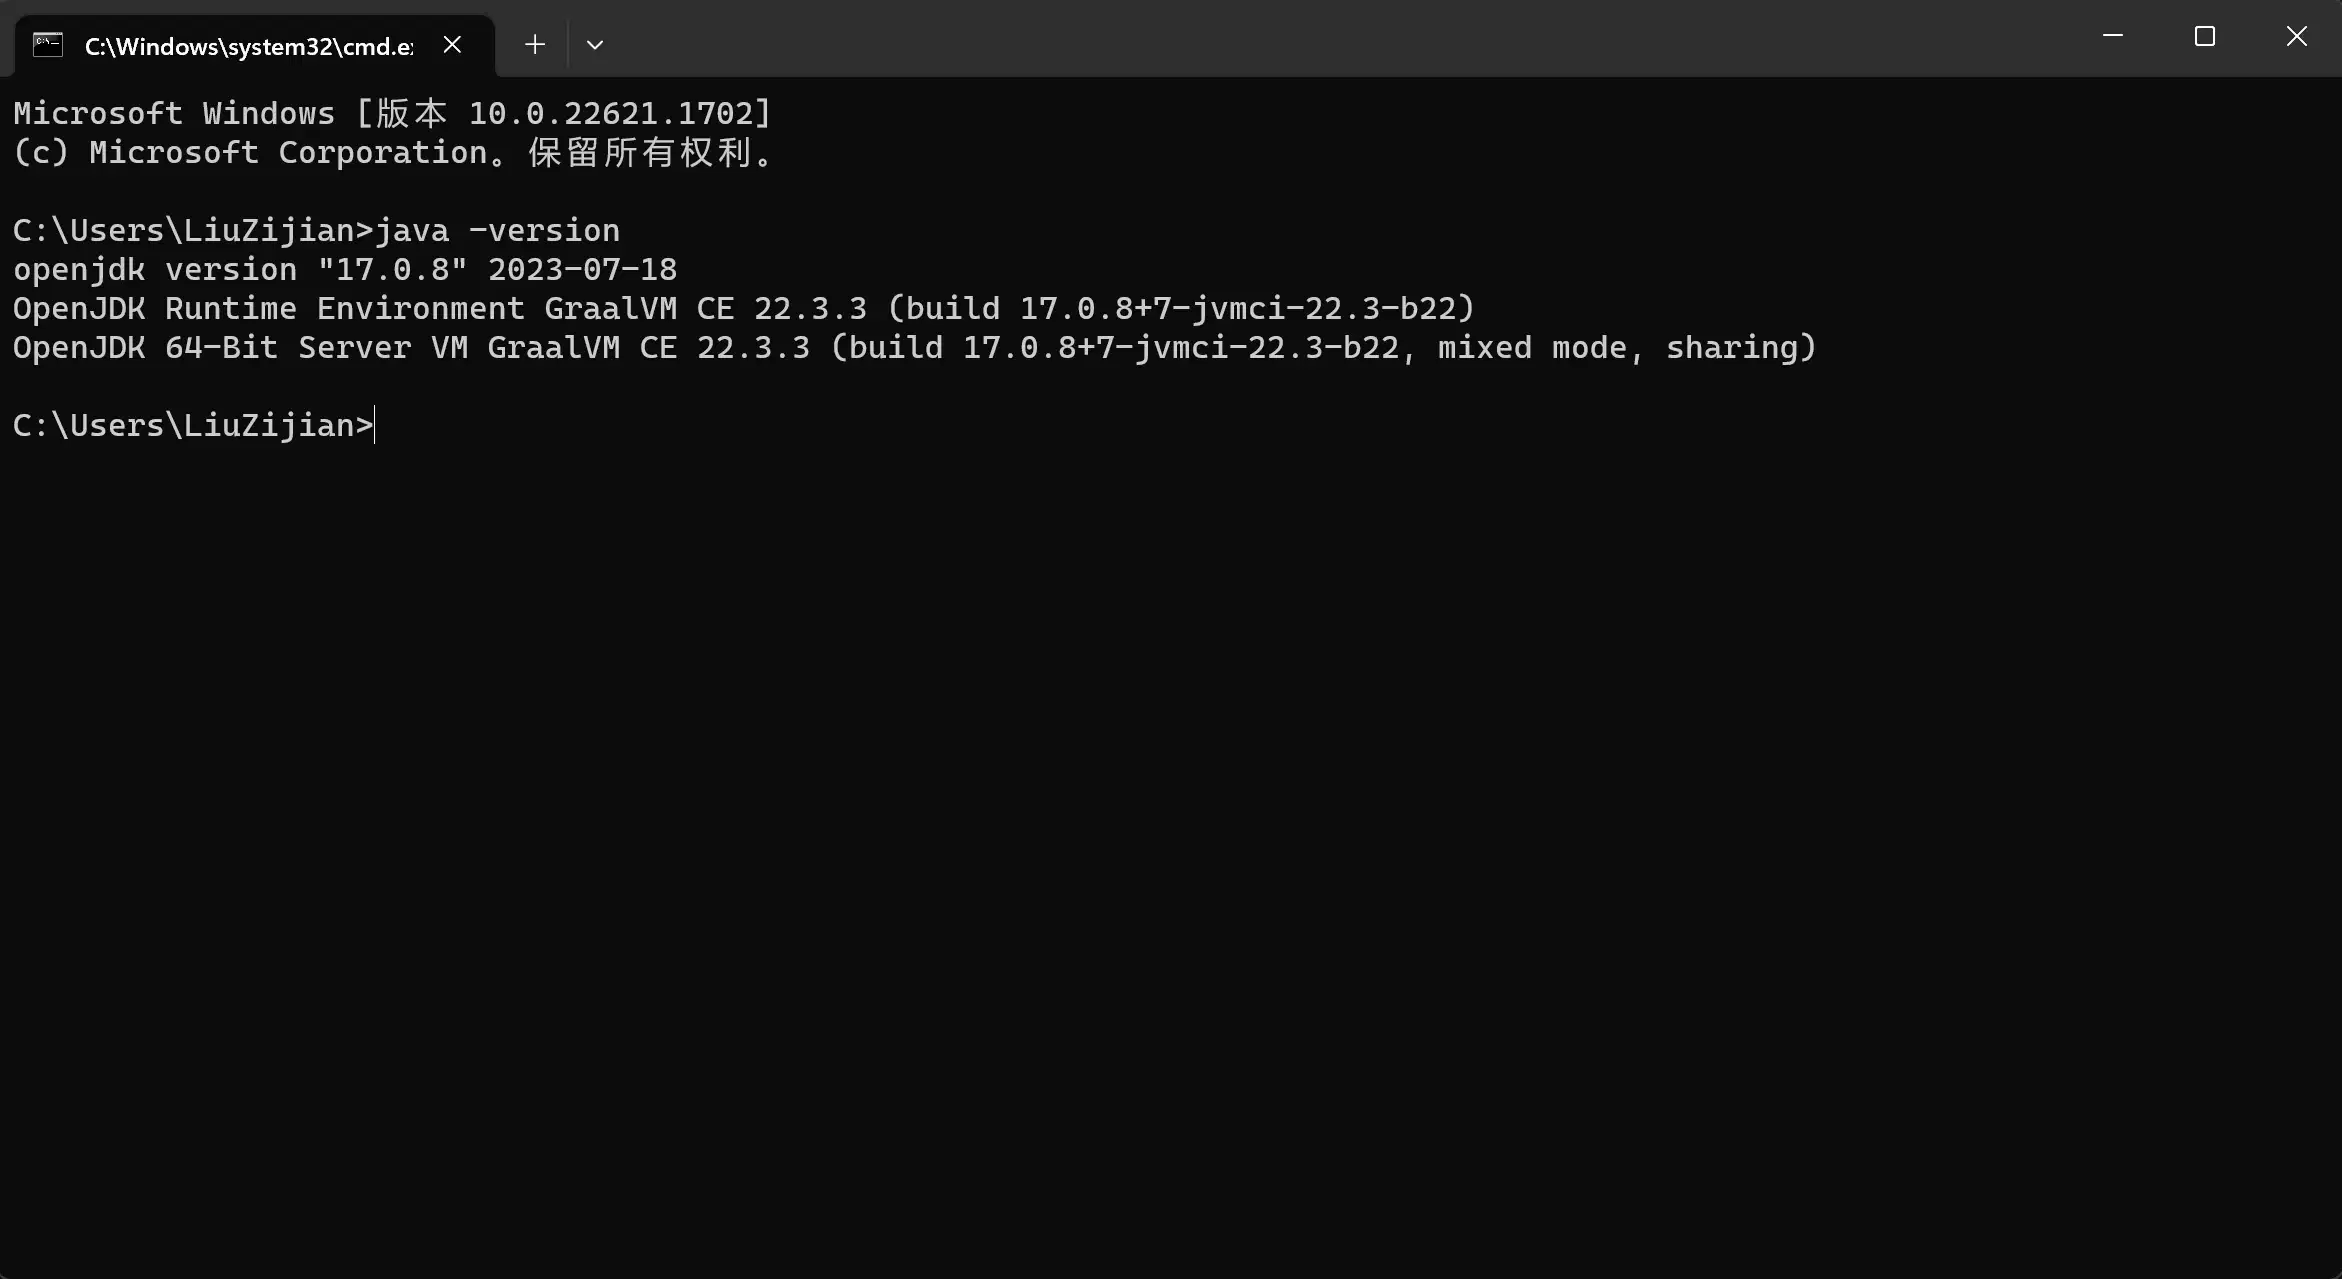 C:\Windows\system32\cmd.e
Microsoft Windows [版本 10.0.22621.1702]
(c) Microsoft Corporation。保留所有权利。
C:\Users\LiuZijian>java -version
openjdk version "17.0.8" 2023-07-18
OpenJDK Runtime Environment GraalVM CE 22.3.3 (build 17.0.8+7-jvmci-22.3-b22)
OpenJDK 64-Bit Server VM GraalVM CE 22.3.3 (build 17.0.8+7-jvmci-22.3-b22, mixed mode, sharing)
C:\Users\LiuZijian>